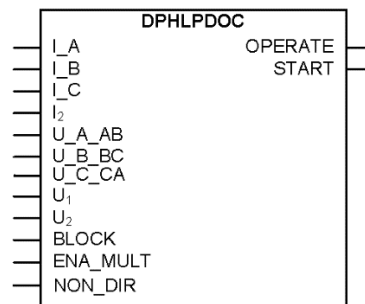 DPHLPDOC
I_A OPERATE
I_B START
I_C
I₂
U_A_AB
U_B_BC
U_C_CA
U₁
U₂
BLOCK
ENA_MULT
NON_DIR